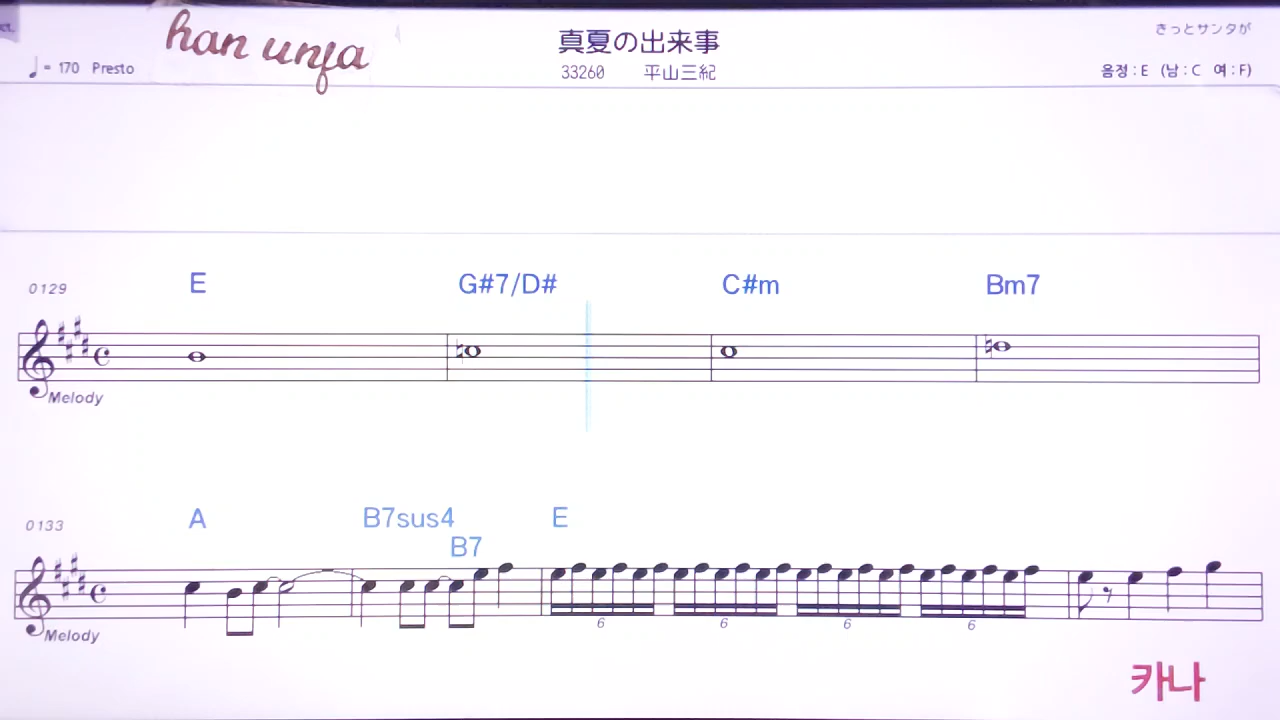 han unja
真夏の出来事
きっとサンタが
♩= 170 Presto
33260 平山三紀
음정 : E (남 : C 여 : F)
E G#7/D# C#m Bm7
0129
Melody
A B7sus4 E
0133
B7
Melody
6 6 6 6
카나